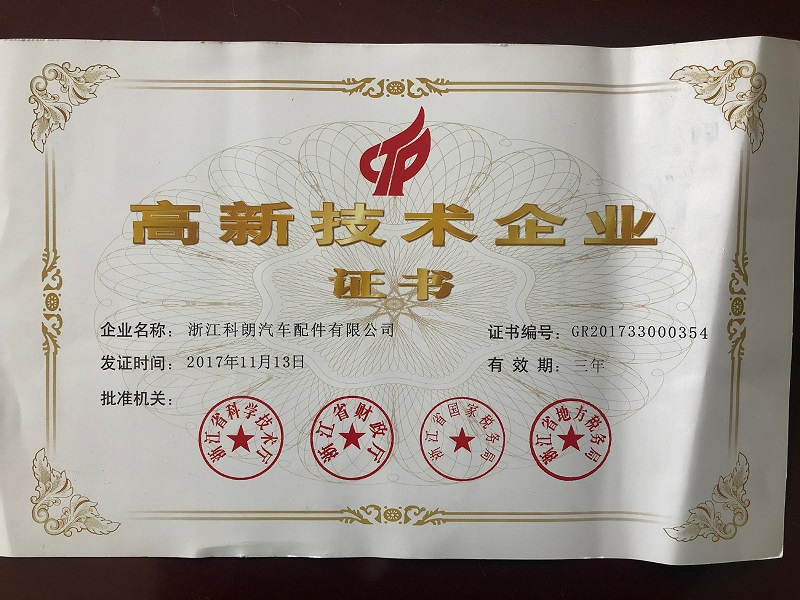 高新技术企业
证书
企业名称：浙江科朗汽车配件有限公司
证书编号：GR201733000354
发证时间：2017年11月13日
有效期：三年
批准机关：
浙江省科学技术厅
浙江省财政厅
浙江省国家税务局
浙江省地方税务局